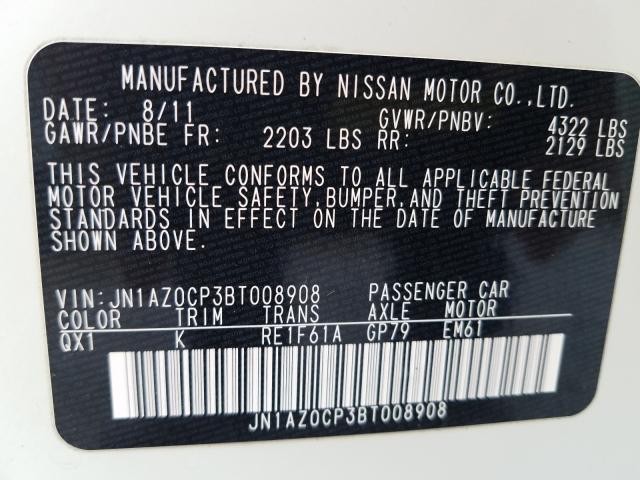 MANUFACTURED BY NISSAN MOTOR CO.,LTD.
DATE: 8/11 GVWR/PNBV: 4322 LBS
GAWR/PNBE FR: 2203 LBS RR: 2129 LBS
THIS VEHICLE CONFORMS TO ALL APPLICABLE FEDERAL
MOTOR VEHICLE SAFETY,BUMPER,AND THEFT PREVENTION
STANDARDS IN EFFECT ON THE DATE OF MANUFACTURE
SHOWN ABOVE.
VIN:JN1AZ0CP3BT008908 PASSENGER CAR
COLOR TRIM TRANS AXLE MOTOR
QX1 K RE1F61A GP79 EM61
JN1AZ0CP3BT008908